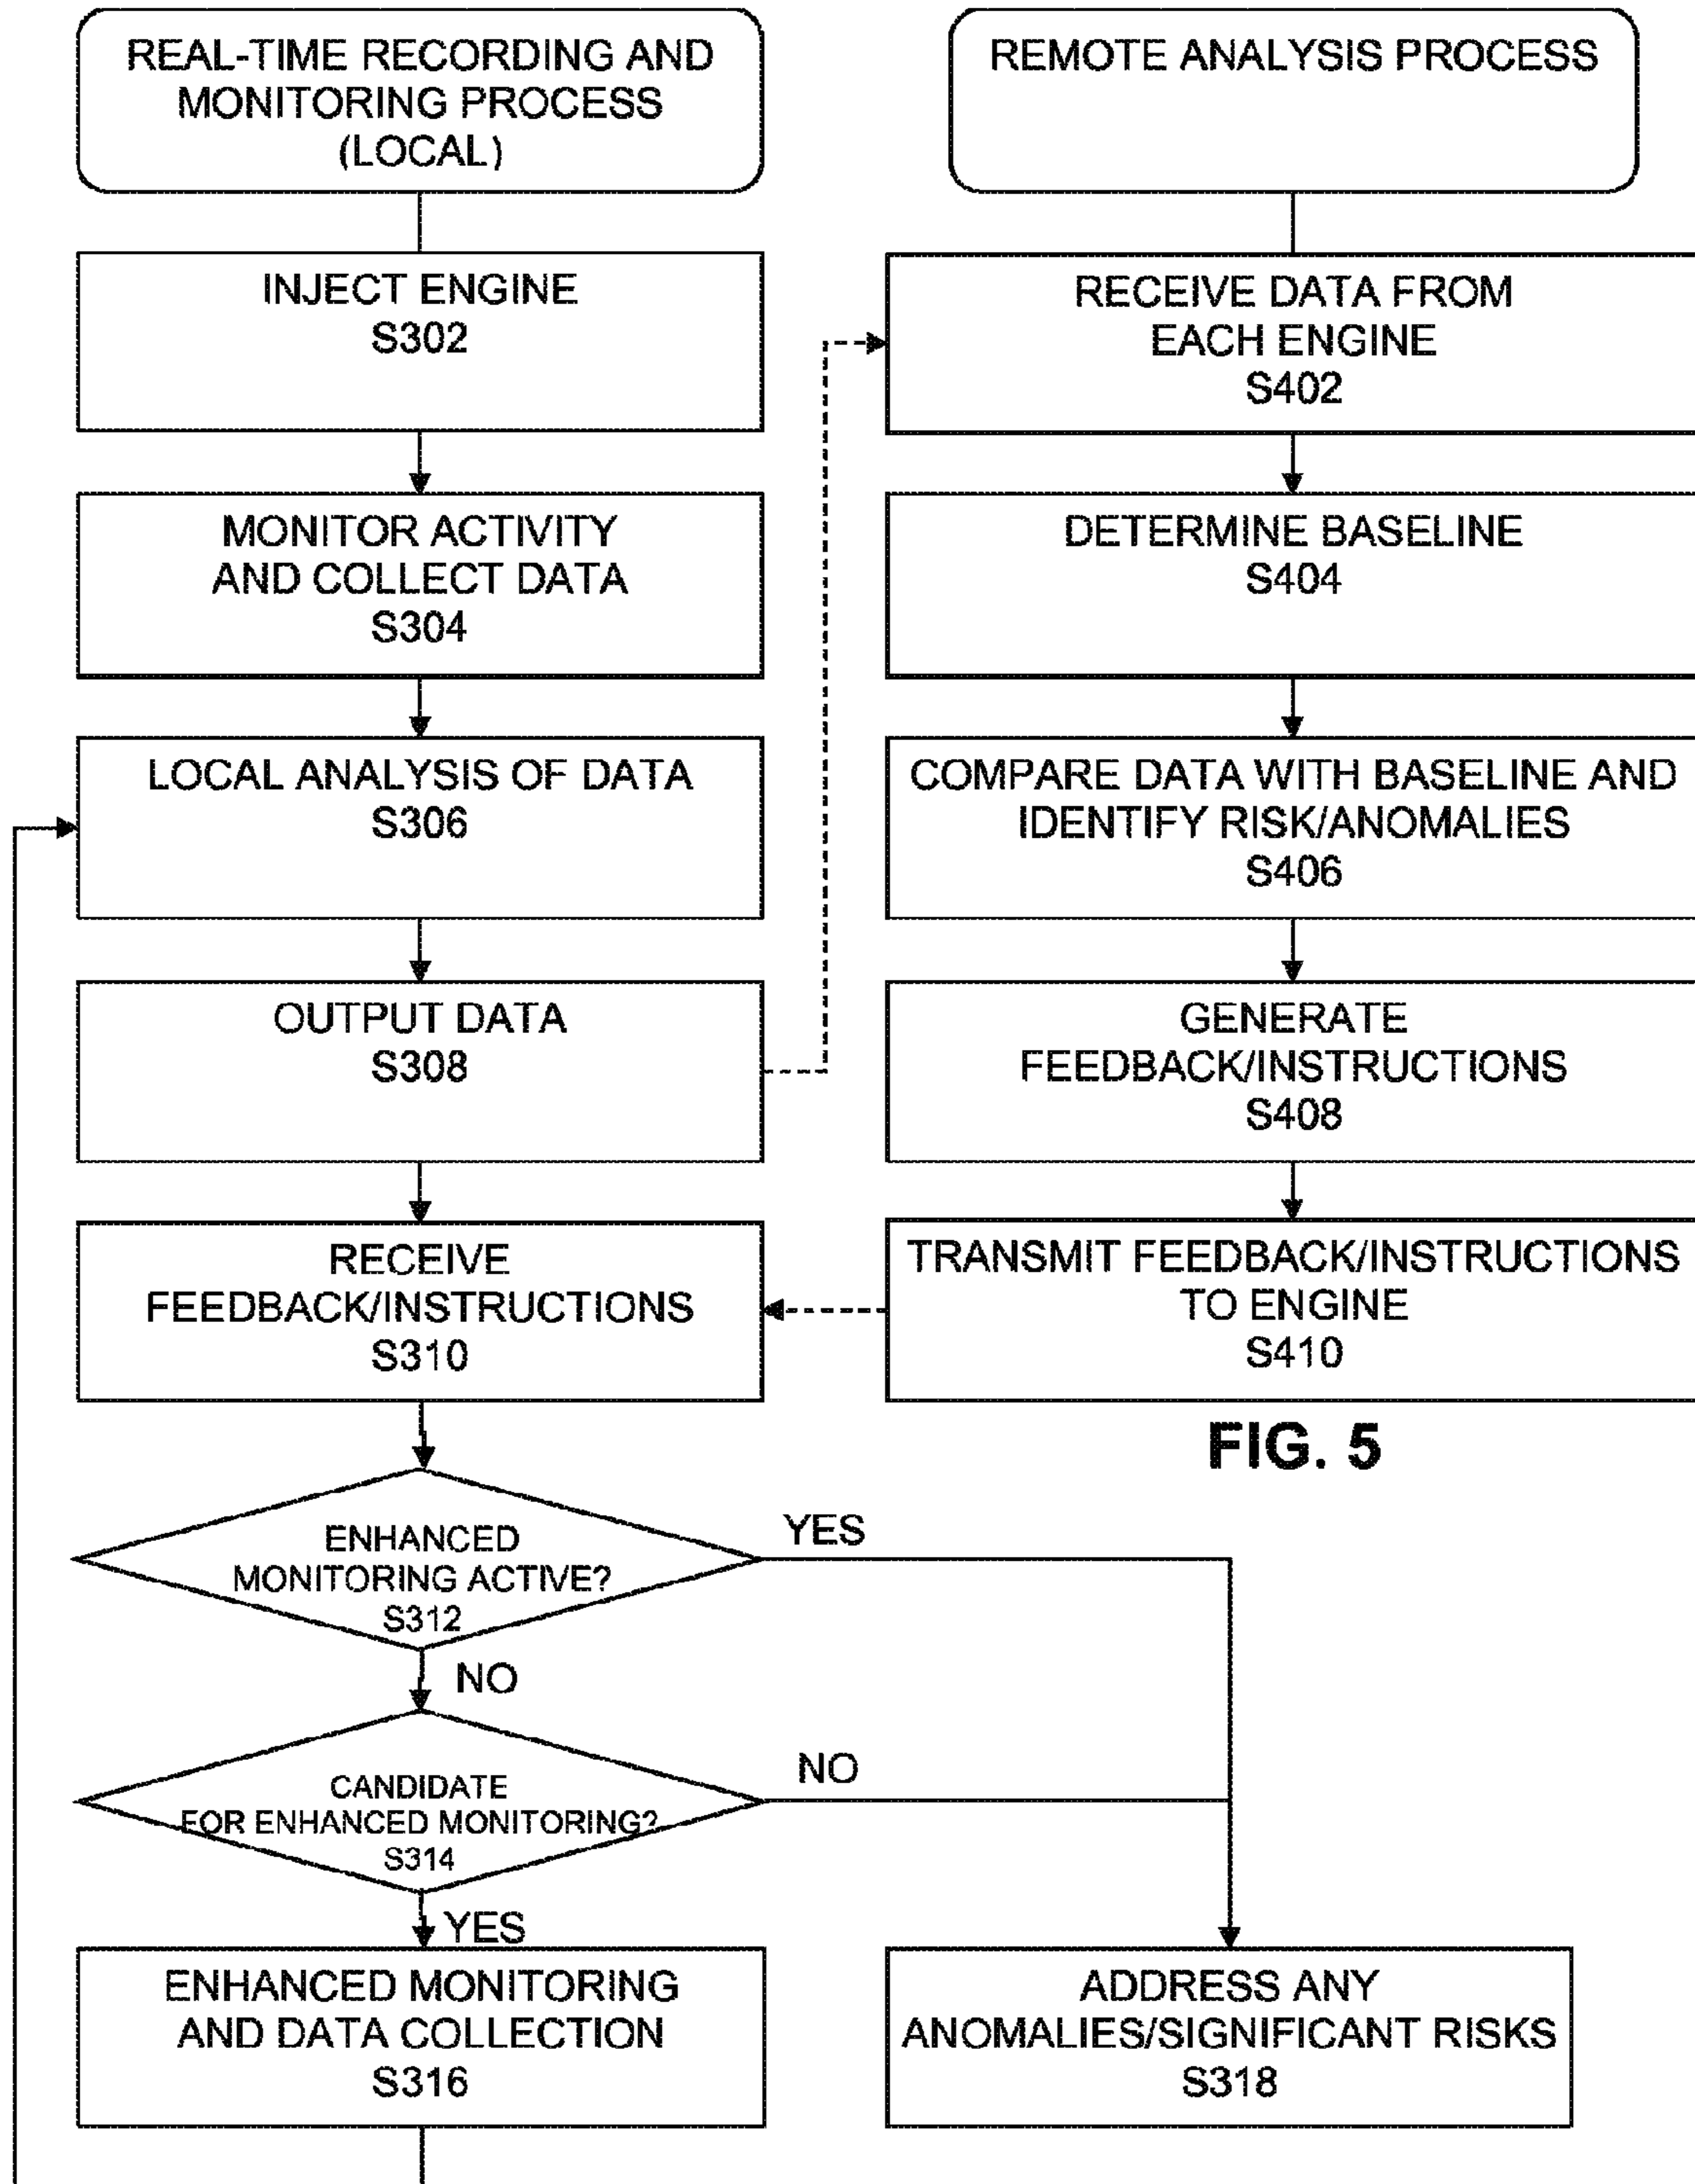 REAL-TIME RECORDING AND
MONITORING PROCESS
(LOCAL)
INJECT ENGINE
S302
MONITOR ACTIVITY
AND COLLECT DATA
S304
LOCAL ANALYSIS OF DATA
S306
OUTPUT DATA
S308
RECEIVE
FEEDBACK/INSTRUCTIONS
S310
REMOTE ANALYSIS PROCESS
RECEIVE DATA FROM
EACH ENGINE
S402
DETERMINE BASELINE
S404
COMPARE DATA WITH BASELINE AND
IDENTIFY RISK/ANOMALIES
S406
GENERATE
FEEDBACK/INSTRUCTIONS
S408
TRANSMIT FEEDBACK/INSTRUCTIONS
TO ENGINE
S410
FIG. 5
ENHANCED
MONITORING ACTIVE?
S312
YES
NO
CANDIDATE
FOR ENHANCED MONITORING?
S314
NO
YES
ENHANCED MONITORING
AND DATA COLLECTION
S316
ADDRESS ANY
ANOMALIES/SIGNIFICANT RISKS
S318